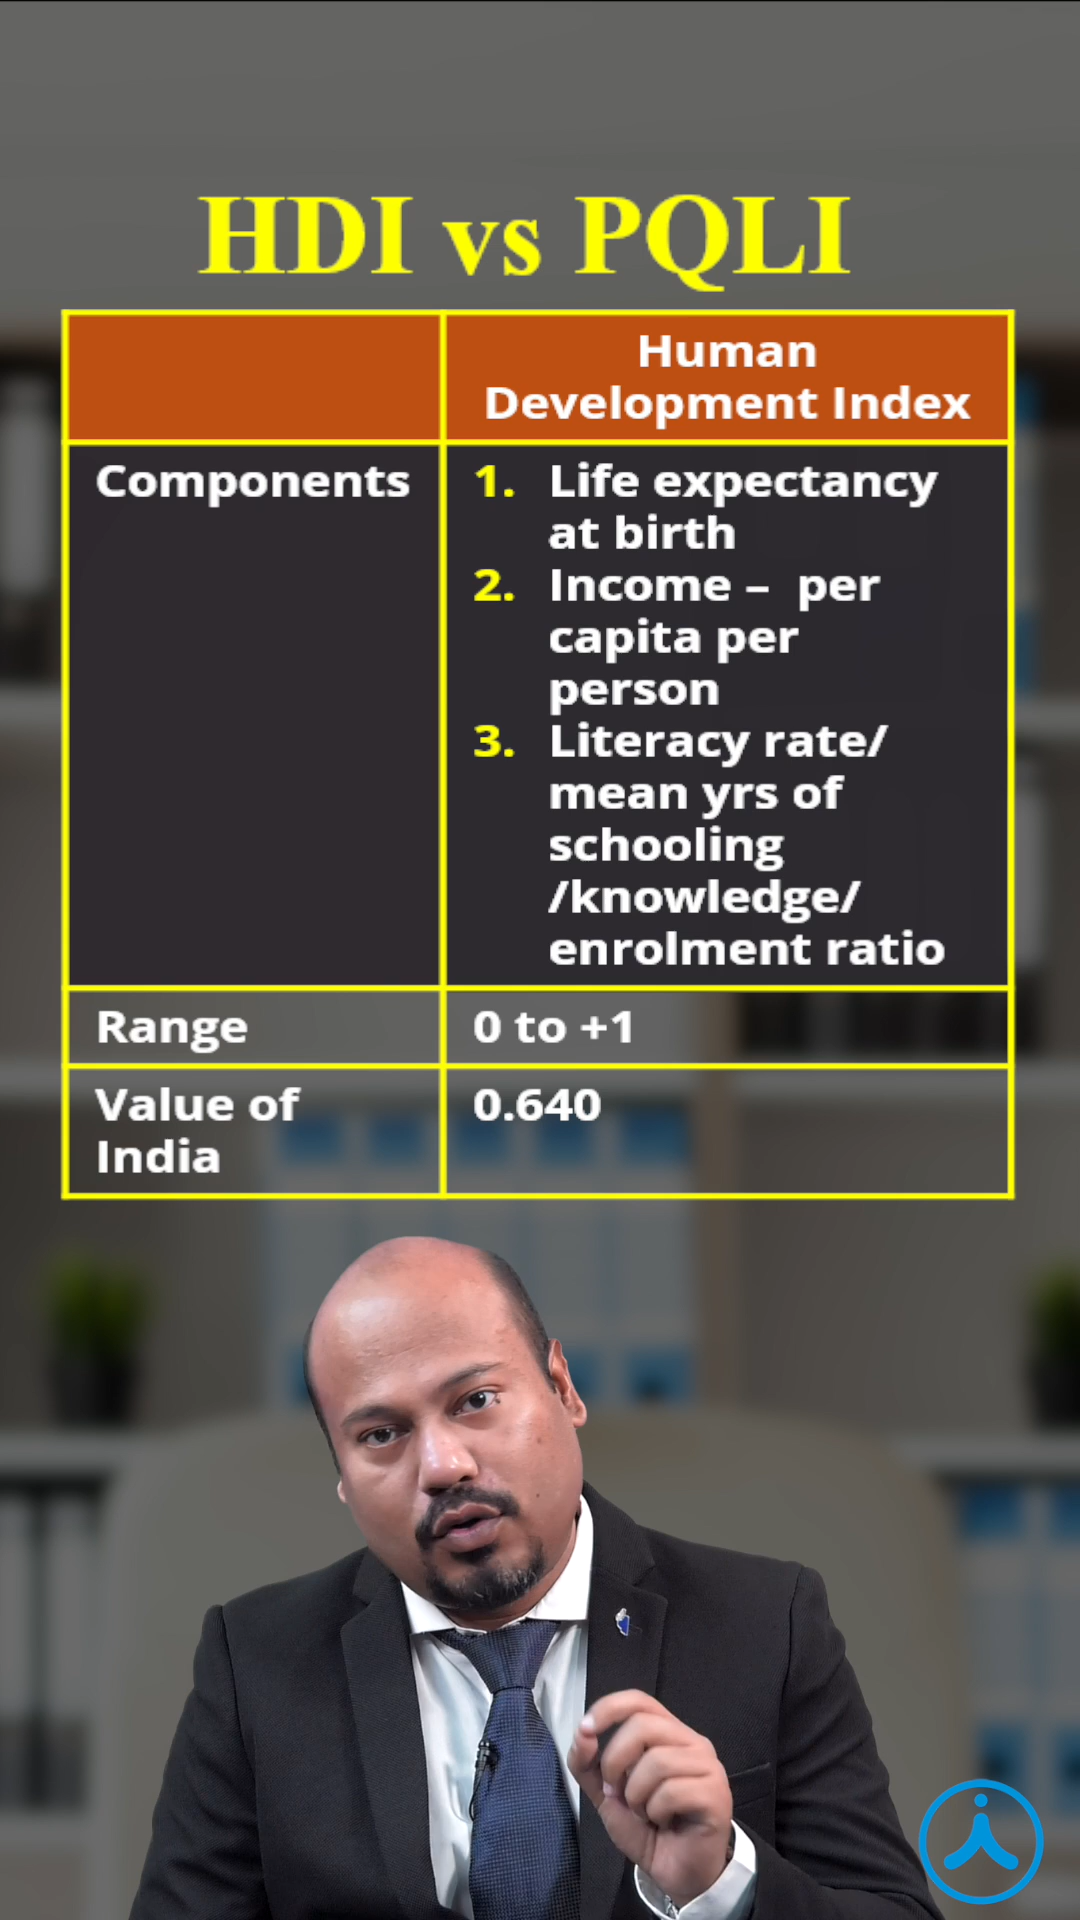 HDI vs PQLI
Human
Development Index
Components
1. Life expectancy
at birth
2. Income – per
capita per
person
3. Literacy rate/
mean yrs of
schooling
/knowledge/
enrolment ratio
Range
0 to +1
Value of
India
0.640